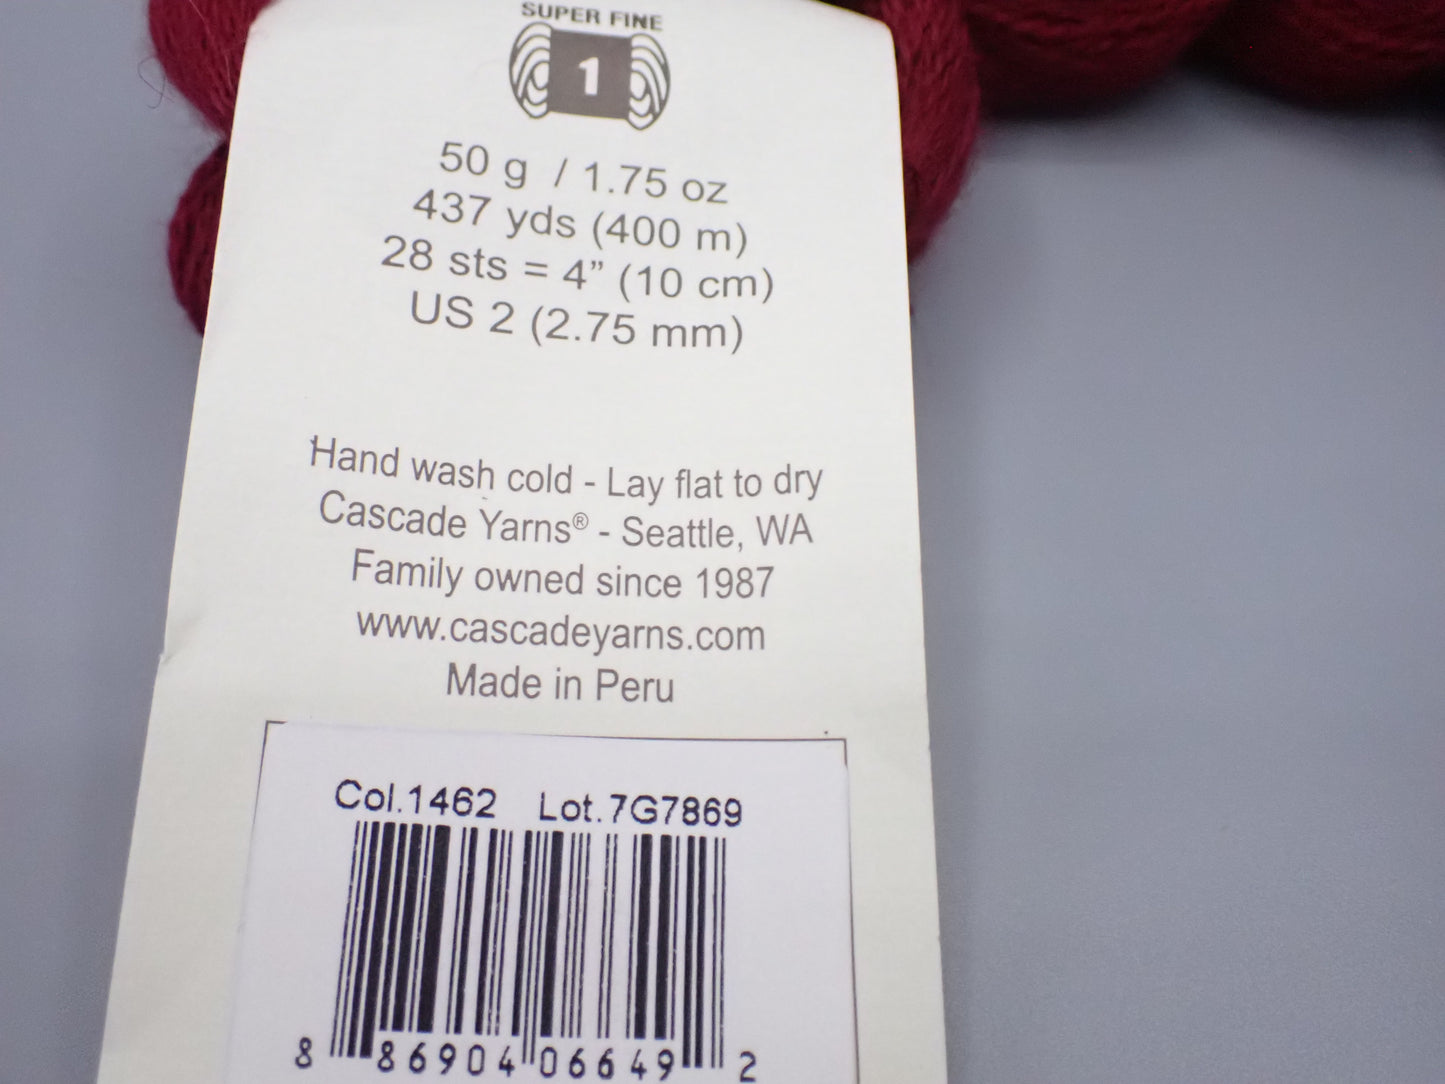 SUPER FINE
1
50 g / 1.75 oz
437 yds (400 m)
28 sts = 4” (10 cm)
US 2 (2.75 mm)
Hand wash cold - Lay flat to dry
Cascade Yarns® - Seattle, WA
Family owned since 1987
www.cascadeyarns.com
Made in Peru
Col.1462 Lot.7G7869
8 86904 06649 2